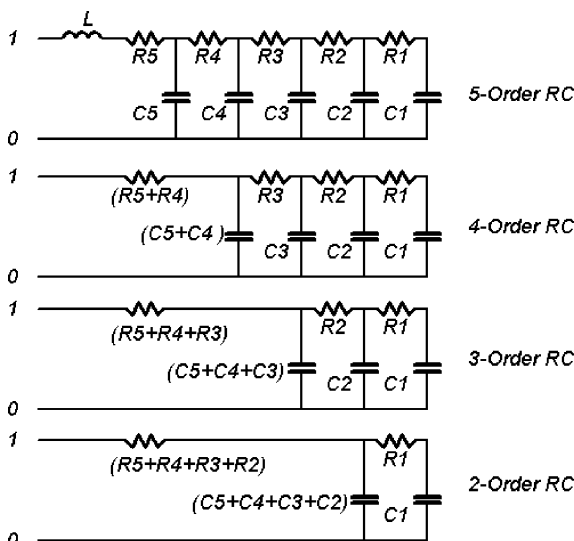 L
1
R5 R4 R3 R2 R1
C5 C4 C3 C2 C1
5-Order RC
0
1
(R5+R4) R3 R2 R1
(C5+C4) C3 C2 C1
4-Order RC
0
1
(R5+R4+R3) R2 R1
(C5+C4+C3) C2 C1
3-Order RC
0
1
(R5+R4+R3+R2) R1
(C5+C4+C3+C2) C1
2-Order RC
0